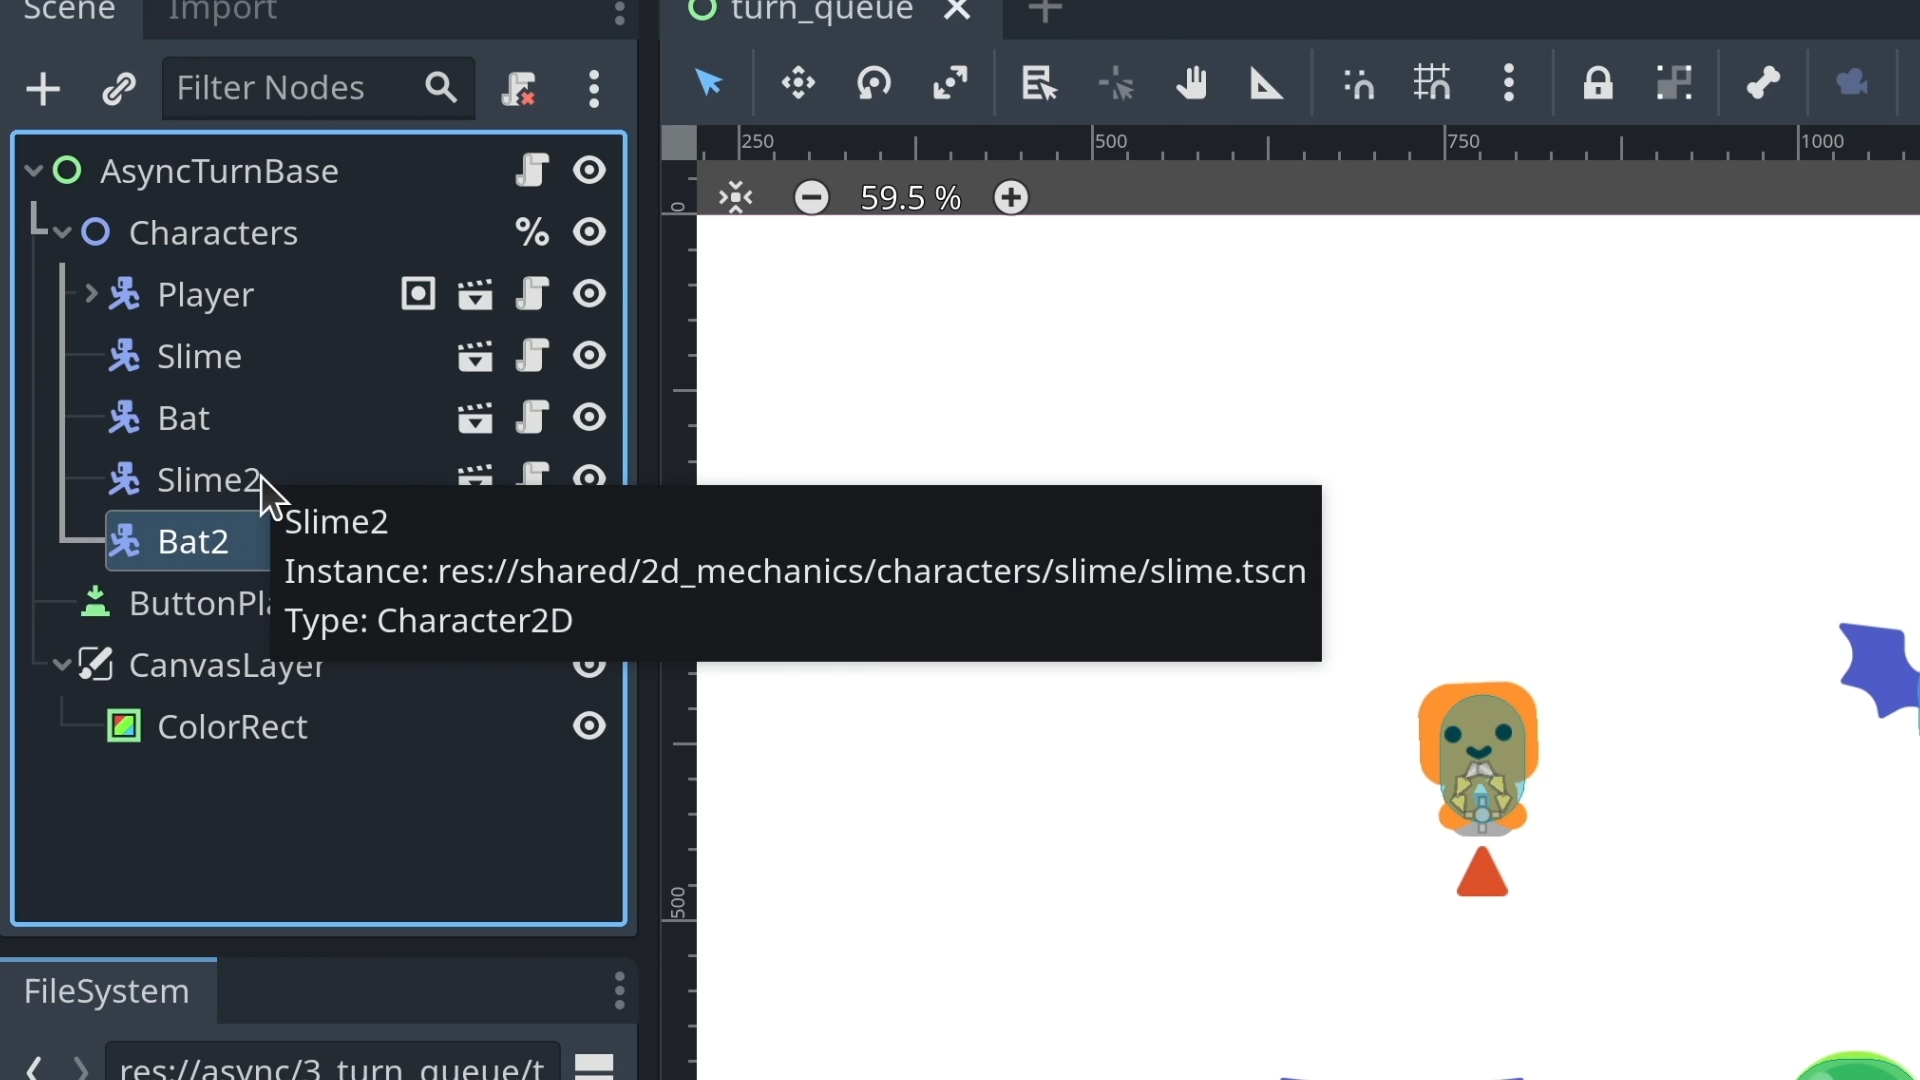 Scene
Import
turn_queue
Filter Nodes
250
500
750
1000
AsyncTurnBase
0
59.5 %
Characters
%
Player
Slime
Bat
Slime2
Slime2
Bat2
Instance: res://shared/2d_mechanics/characters/slime/slime.tscn
ButtonPla
Type: Character2D
CanvasLayer
ColorRect
500
FileSystem
res://async/3_turn_queue/t